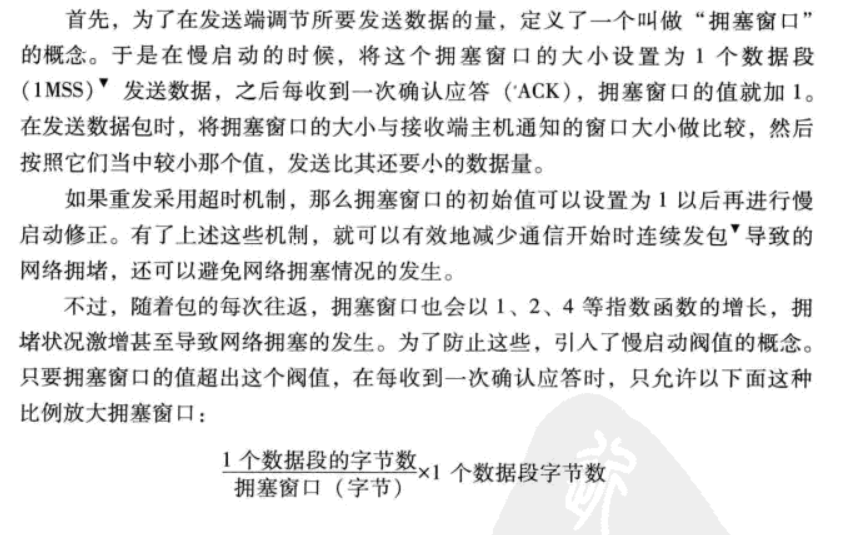 首先，为了在发送端调节所要发送数据的量，定义了一个叫做“拥塞窗口”
的概念。于是在慢启动的时候，将这个拥塞窗口的大小设置为 1 个数据段
(1MSS)▼ 发送数据，之后每收到一次确认应答（ACK），拥塞窗口的值就加 1。
在发送数据包时，将拥塞窗口的大小与接收端主机通知的窗口大小做比较，然后
按照它们当中较小那个值，发送比其还要小的数据量。
如果重发采用超时机制，那么拥塞窗口的初始值可以设置为 1 以后再进行慢
启动修正。有了上述这些机制，就可以有效地减少通信开始时连续发包▼导致的
网络拥堵，还可以避免网络拥塞情况的发生。
不过，随着包的每次往返，拥塞窗口也会以 1、2、4 等指数函数的增长，拥
堵状况激增甚至导致网络拥塞的发生。为了防止这些，引入了慢启动阀值的概念。
只要拥塞窗口的值超出这个阀值，在每收到一次确认应答时，只允许以下面这种
比例放大拥塞窗口：
1 个数据段的字节数
拥塞窗口（字节）
×1 个数据段字节数